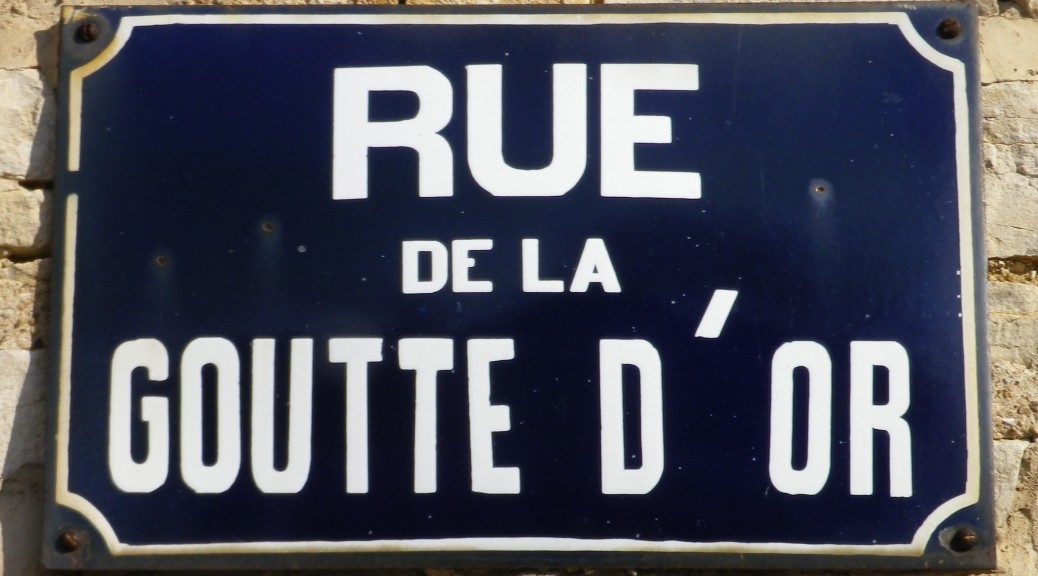 RUE
DE LA
GOUTTE D'OR